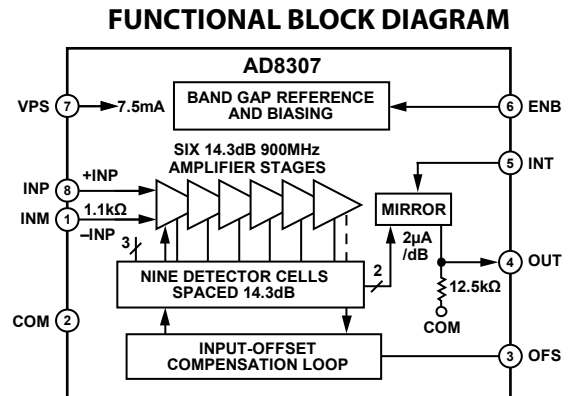 FUNCTIONAL BLOCK DIAGRAM
AD8307
VPS 7 7.5mA
BAND GAP REFERENCE
AND BIASING
6 ENB
SIX 14.3dB 900MHz
AMPLIFIER STAGES
5 INT
INP 8 +INP
INM 1 1.1kΩ
–INP
MIRROR
3
2µA
/dB
2
4 OUT
NINE DETECTOR CELLS
SPACED 14.3dB
12.5kΩ
COM 2
COM
INPUT-OFFSET
COMPENSATION LOOP
3 OFS